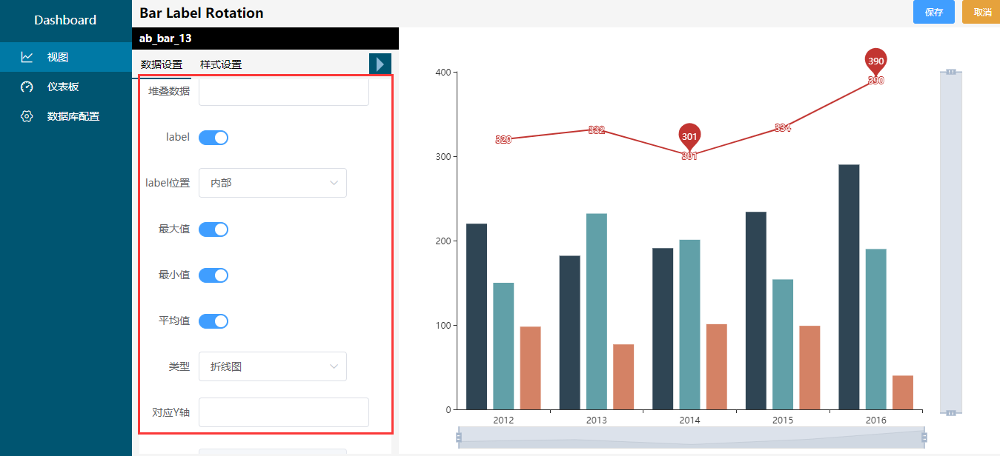 Dashboard
视图
仪表板
数据库配置
Bar Label Rotation
保存
取消
ab_bar_13
数据设置
样式设置
堆叠数据
label
label位置
内部
最大值
最小值
平均值
类型
折线图
对应Y轴
400
300
200
100
0
320
332
301
301
334
390
390
2012
2013
2014
2015
2016